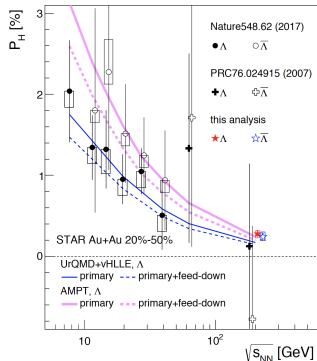 P_H [%]
3
2
1
0
Nature548.62 (2017)
Λ Λ̅
PRC76.024915 (2007)
Λ Λ̅
this analysis
Λ Λ̅
STAR Au+Au 20%-50%
UrQMD+vHLLE, Λ
primary primary+feed-down
AMPT, Λ
primary primary+feed-down
10 10²
√s_NN [GeV]